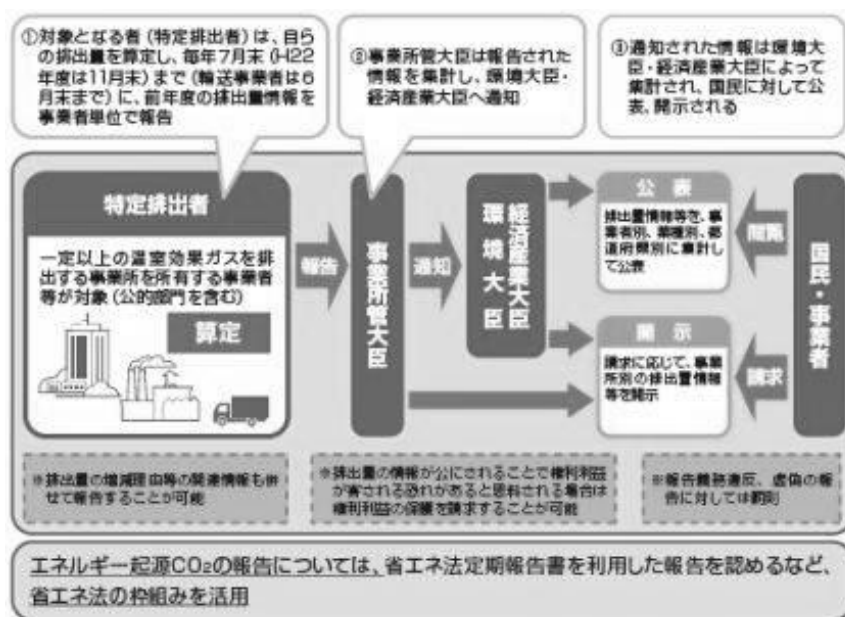 ①対象となる者(特定排出者)は、自ら
の排出量を算定し、毎年7月末(H22
年度は11月末)まで(輸送事業者は6
月末まで)に、前年度の排出量情報を
事業者単位で報告
②事業所管大臣は報告された
情報を集計し、環境大臣・
経済産業大臣へ通知
③通知された情報は環境大
臣・経済産業大臣によって
集計され、国民に対して公
表、開示される
特定排出者
一定以上の温室効果ガスを排
出する事業所を所有する事業者
等が対象(公的部門を含む)
算定
報告
事業所管大臣
通知
経済産業大臣
環境大臣
公表
排出量情報等を、事
業者別、業種別、都
道府県別に集計し
て公表
開示
請求に応じて、事業
所別の排出量情報
等を開示
閲覧
請求
国民・事業者
※排出量の増減理由等の関連情報も併
せて報告することが可能
※排出量の情報が公にされることで権利利益
が害される恐れがあると思料される場合は
権利利益の保護を請求することが可能
※報告義務違反、虚偽の報
告に対しては罰則
エネルギー起源CO₂の報告については、省エネ法定期報告書を利用した報告を認めるなど、
省エネ法の枠組みを活用